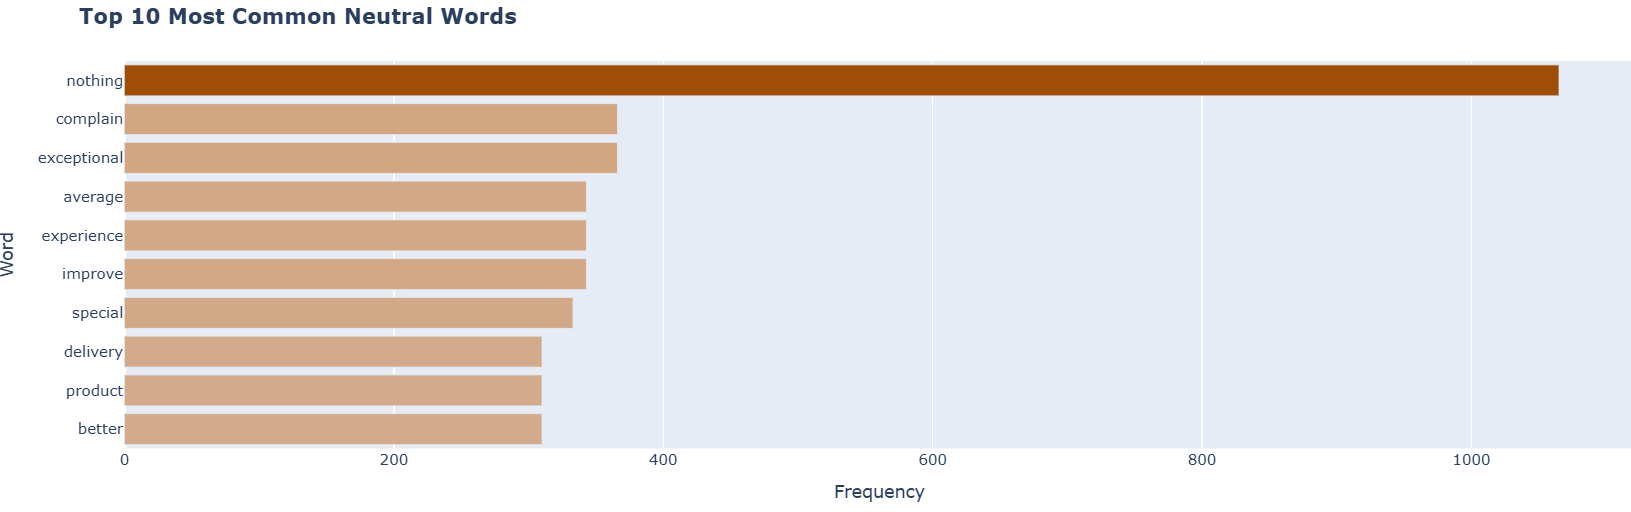 Top 10 Most Common Neutral Words
Word
nothing
complain
exceptional
average
experience
improve
special
delivery
product
better
0 200 400 600 800 1000
Frequency